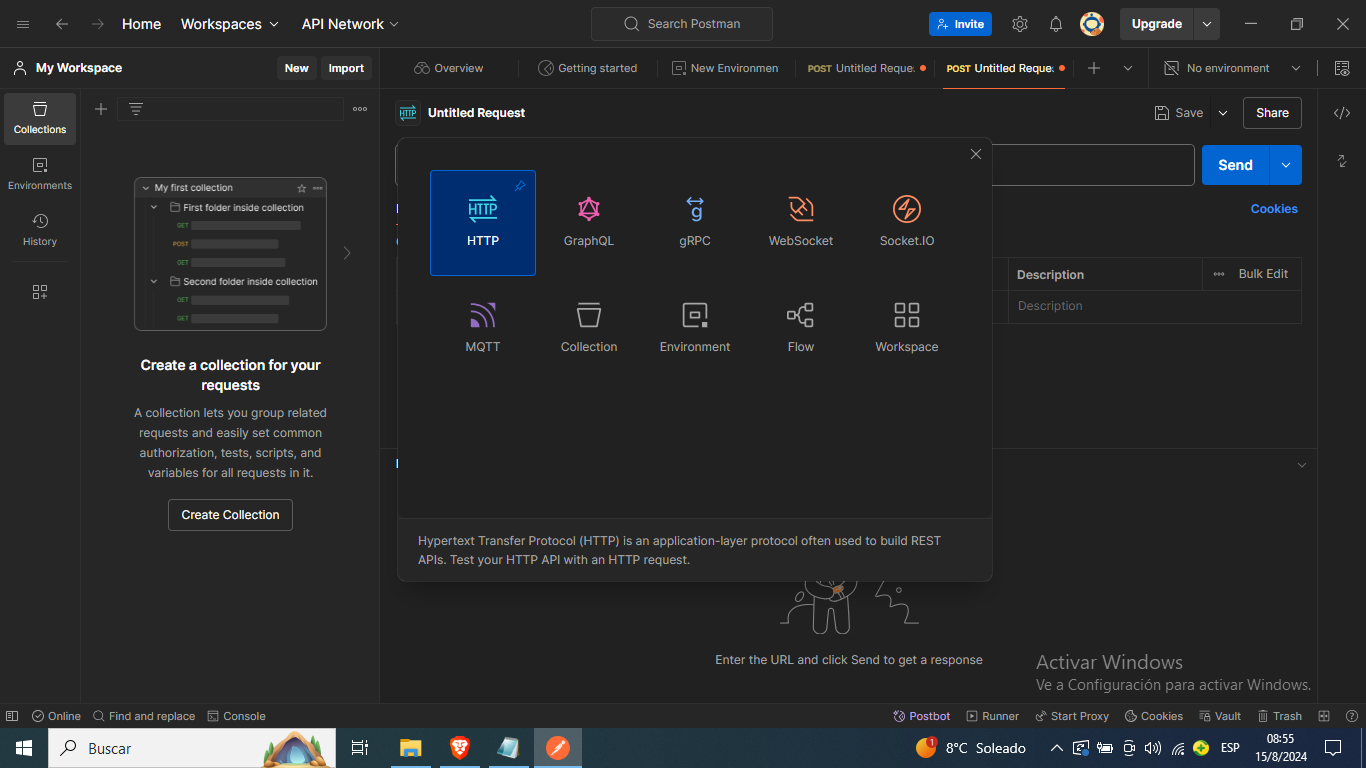 Home Workspaces API Network Search Postman Invite Upgrade
My Workspace New Import Overview Getting started New Environmen POST Untitled Reque POST Untitled Reque No environment
Collections
Environments
History
My first collection
First folder inside collection
GET
POST
GET
Second folder inside collection
GET
GET
Create a collection for your
requests
A collection lets you group related
requests and easily set common
authorization, tests, scripts, and
variables for all requests in it.
Create Collection
HTTP Untitled Request Save Share
Send
Cookies
Description Bulk Edit
Description
HTTP
HTTP GraphQL gRPC WebSocket Socket.IO
MQTT Collection Environment Flow Workspace
Hypertext Transfer Protocol (HTTP) is an application-layer protocol often used to build REST
APIs. Test your HTTP API with an HTTP request.
Enter the URL and click Send to get a response
Activar Windows
Ve a Configuración para activar Windows.
Online Find and replace Console Postbot Runner Start Proxy Cookies Vault Trash
Buscar 1 8°C Soleado ESP 08:55
15/8/2024